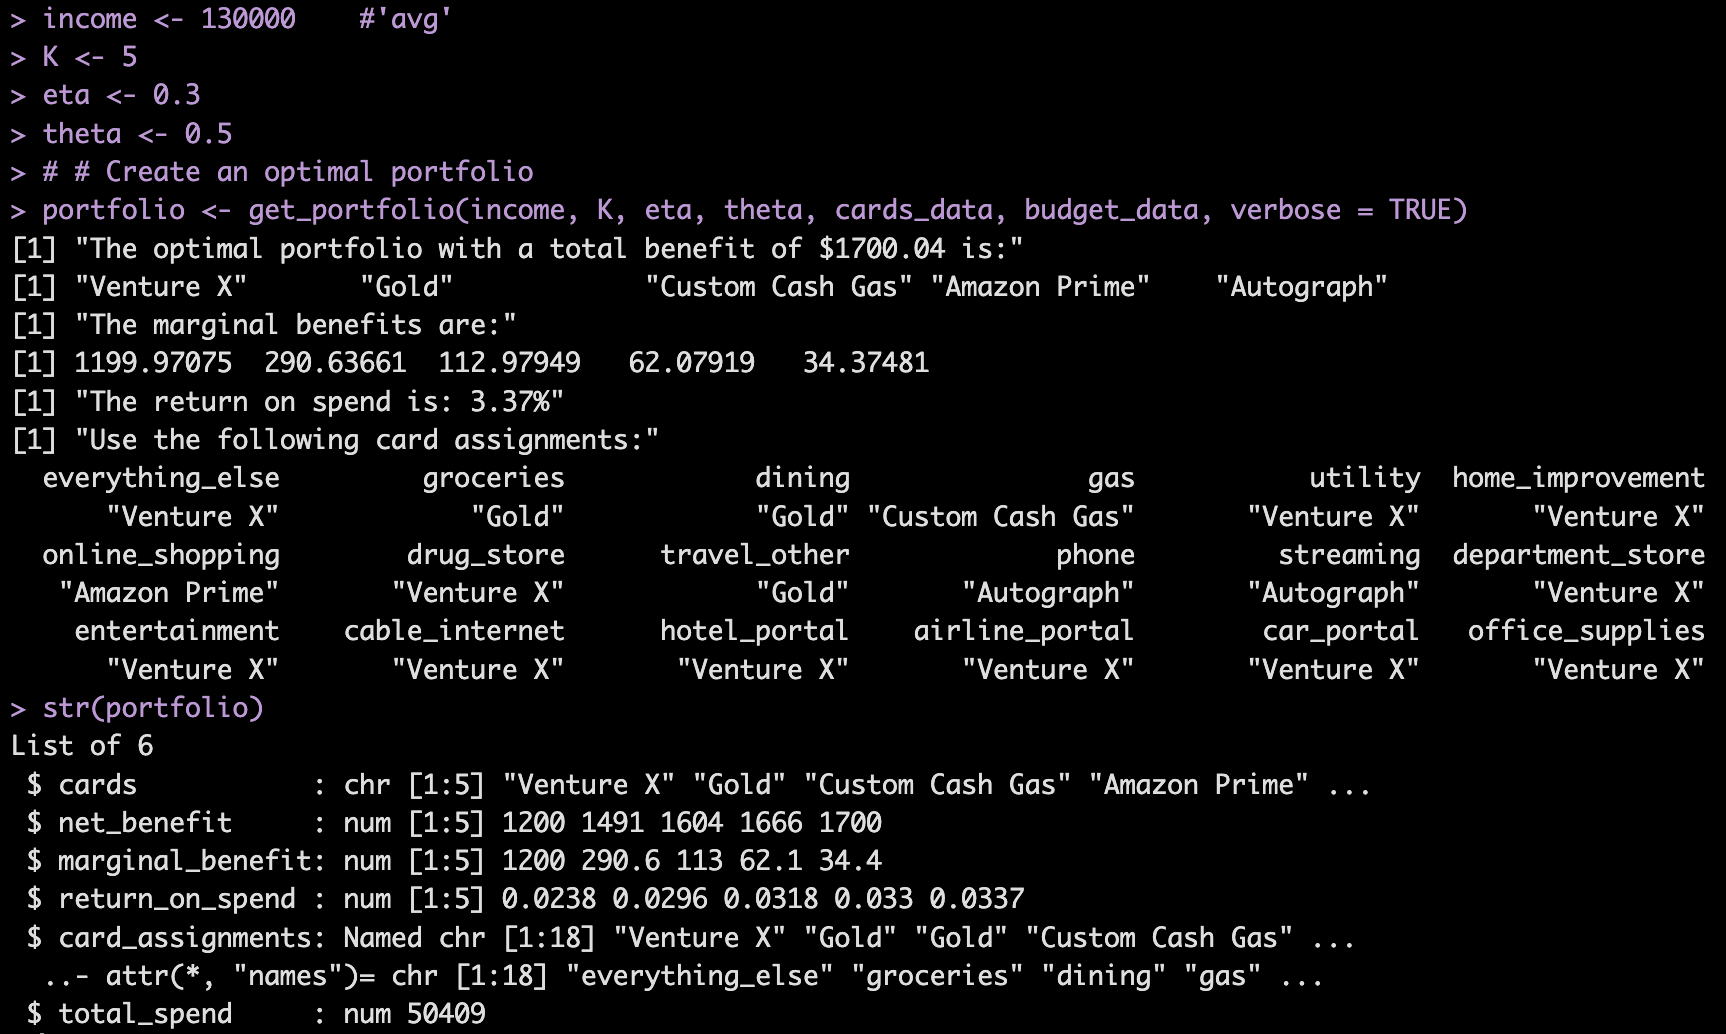 > income <- 130000    #'avg'
> K <- 5
> eta <- 0.3
> theta <- 0.5
> # # Create an optimal portfolio
> portfolio <- get_portfolio(income, K, eta, theta, cards_data, budget_data, verbose = TRUE)
[1] "The optimal portfolio with a total benefit of $1700.04 is:"
[1] "Venture X"       "Gold"            "Custom Cash Gas" "Amazon Prime"    "Autograph"
[1] "The marginal benefits are:"
[1] 1199.97075  290.63661  112.97949   62.07919   34.37481
[1] "The return on spend is: 3.37%"
[1] "Use the following card assignments:"
  everything_else         groceries            dining               gas           utility  home_improvement
      "Venture X"            "Gold"            "Gold" "Custom Cash Gas"       "Venture X"       "Venture X"
  online_shopping        drug_store      travel_other             phone         streaming  department_store
   "Amazon Prime"       "Venture X"            "Gold"       "Autograph"       "Autograph"       "Venture X"
    entertainment    cable_internet      hotel_portal    airline_portal        car_portal   office_supplies
      "Venture X"       "Venture X"       "Venture X"       "Venture X"       "Venture X"       "Venture X"
> str(portfolio)
List of 6
 $ cards           : chr [1:5] "Venture X" "Gold" "Custom Cash Gas" "Amazon Prime" ...
 $ net_benefit     : num [1:5] 1200 1491 1604 1666 1700
 $ marginal_benefit: num [1:5] 1200 290.6 113 62.1 34.4
 $ return_on_spend : num [1:5] 0.0238 0.0296 0.0318 0.033 0.0337
 $ card_assignments: Named chr [1:18] "Venture X" "Gold" "Gold" "Custom Cash Gas" ...
  ..- attr(*, "names")= chr [1:18] "everything_else" "groceries" "dining" "gas" ...
 $ total_spend     : num 50409